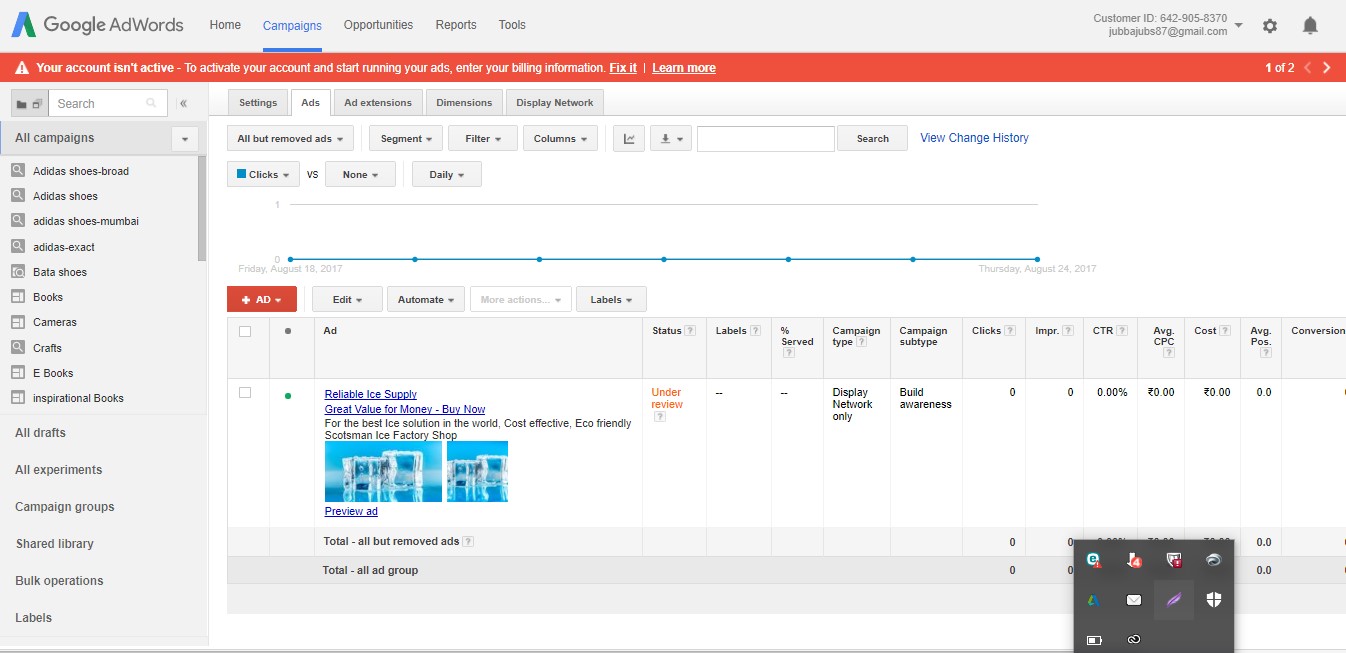 Google AdWords
Home Campaigns Opportunities Reports Tools
Customer ID: 642-905-8370
jubbajubs87@gmail.com
Your account isn't active - To activate your account and start running your ads, enter your billing information. Fix it | Learn more
1 of 2
Search
All campaigns
Adidas shoes-broad
Adidas shoes
adidas shoes-mumbai
adidas-exact
Bata shoes
Books
Cameras
Crafts
E Books
inspirational Books
All drafts
All experiments
Campaign groups
Shared library
Bulk operations
Labels
Settings Ads Ad extensions Dimensions Display Network
All but removed ads Segment Filter Columns Search View Change History
Clicks VS None Daily
1
0
Friday, August 18, 2017 Thursday, August 24, 2017
+ AD Edit Automate More actions... Labels
Ad Status ? Labels ? % Served ? Campaign type ? Campaign subtype Clicks ? Impr. ? CTR ? Avg. CPC ? Cost ? Avg. Pos. ? Conversion
Reliable Ice Supply
Great Value for Money - Buy Now
For the best Ice solution in the world, Cost effective, Eco friendly
Scotsman Ice Factory Shop
Preview ad
Under review ? -- -- Display Network only Build awareness 0 0 0.00% ₹0.00 ₹0.00 0.0
Total - all but removed ads ? 0 0 0.00% ₹0.00 ₹0.00 0.0
Total - all ad group 0 0 0.0
4